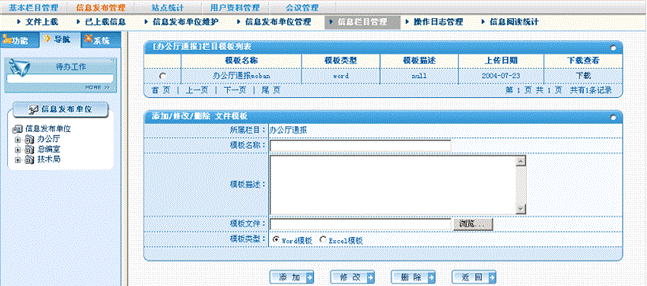 基本栏目管理 信息发布管理 站点统计 用户资料管理 会议管理
文件上载 已上载信息 信息发布单位维护 信息发布单位管理 信息栏目管理 操作日志管理 信息阅读统计
功能 导航 系统
待办工作
MORE >>
信息发布单位
信息发布单位
办公厅
总编室
技术局
[办公厅通报]栏目模板列表
模板名称 模板类型 模板描述 上传日期 下载查看
办公厅通报moban word null 2004-07-23 下载
首 页 | 上一页 | 下一页 | 尾 页 第 1 页 共 1 页 共有1条记录
添加/修改/删除 文件模板
所属栏目： 办公厅通报
模板名称：
模板描述：
模板文件： 浏览...
模板类型： Word模板 Excel模板
添 加 修 改 删 除 返 回